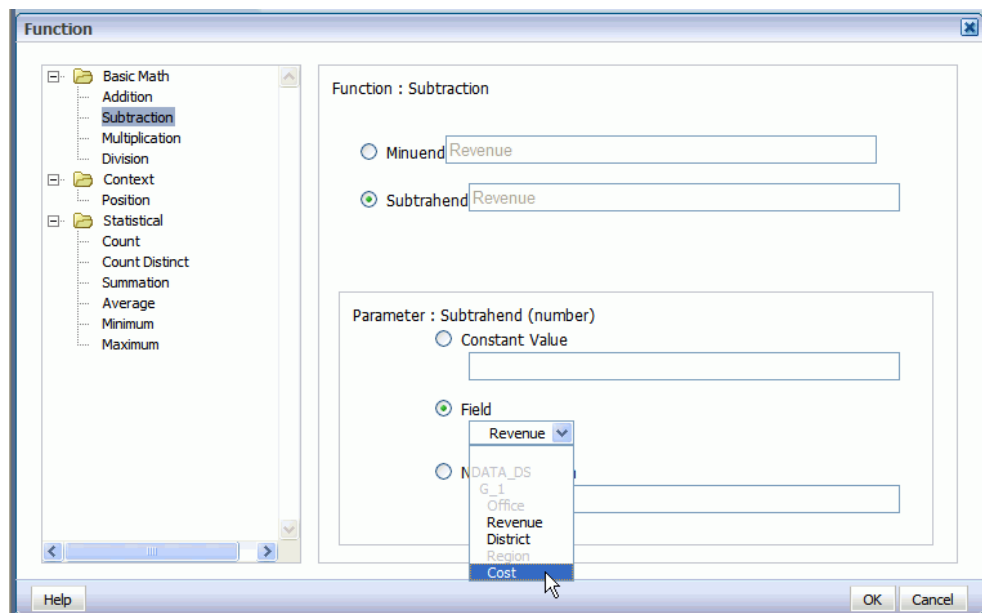 Function
Basic Math
Addition
Subtraction
Multiplication
Division
Context
Position
Statistical
Count
Count Distinct
Summation
Average
Minimum
Maximum
Function : Subtraction
Minuend Revenue
Subtrahend Revenue
Parameter : Subtrahend (number)
Constant Value
Field
Revenue
DATA_DS
G_1
Office
Revenue
District
Region
Cost
Help
OK Cancel